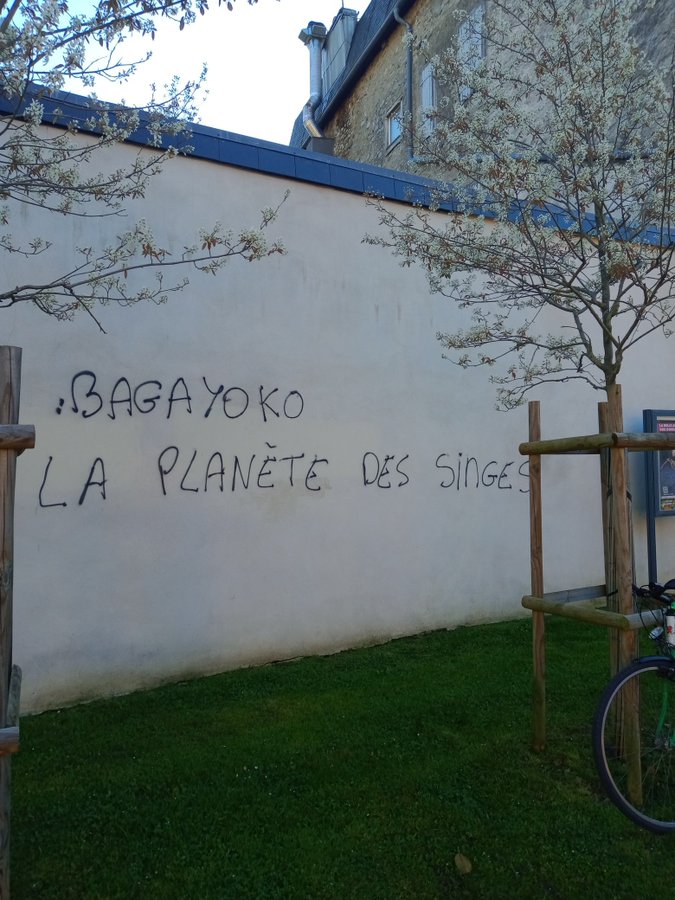 :BAGAYOKO
LA PLANÈTE DES SINGES